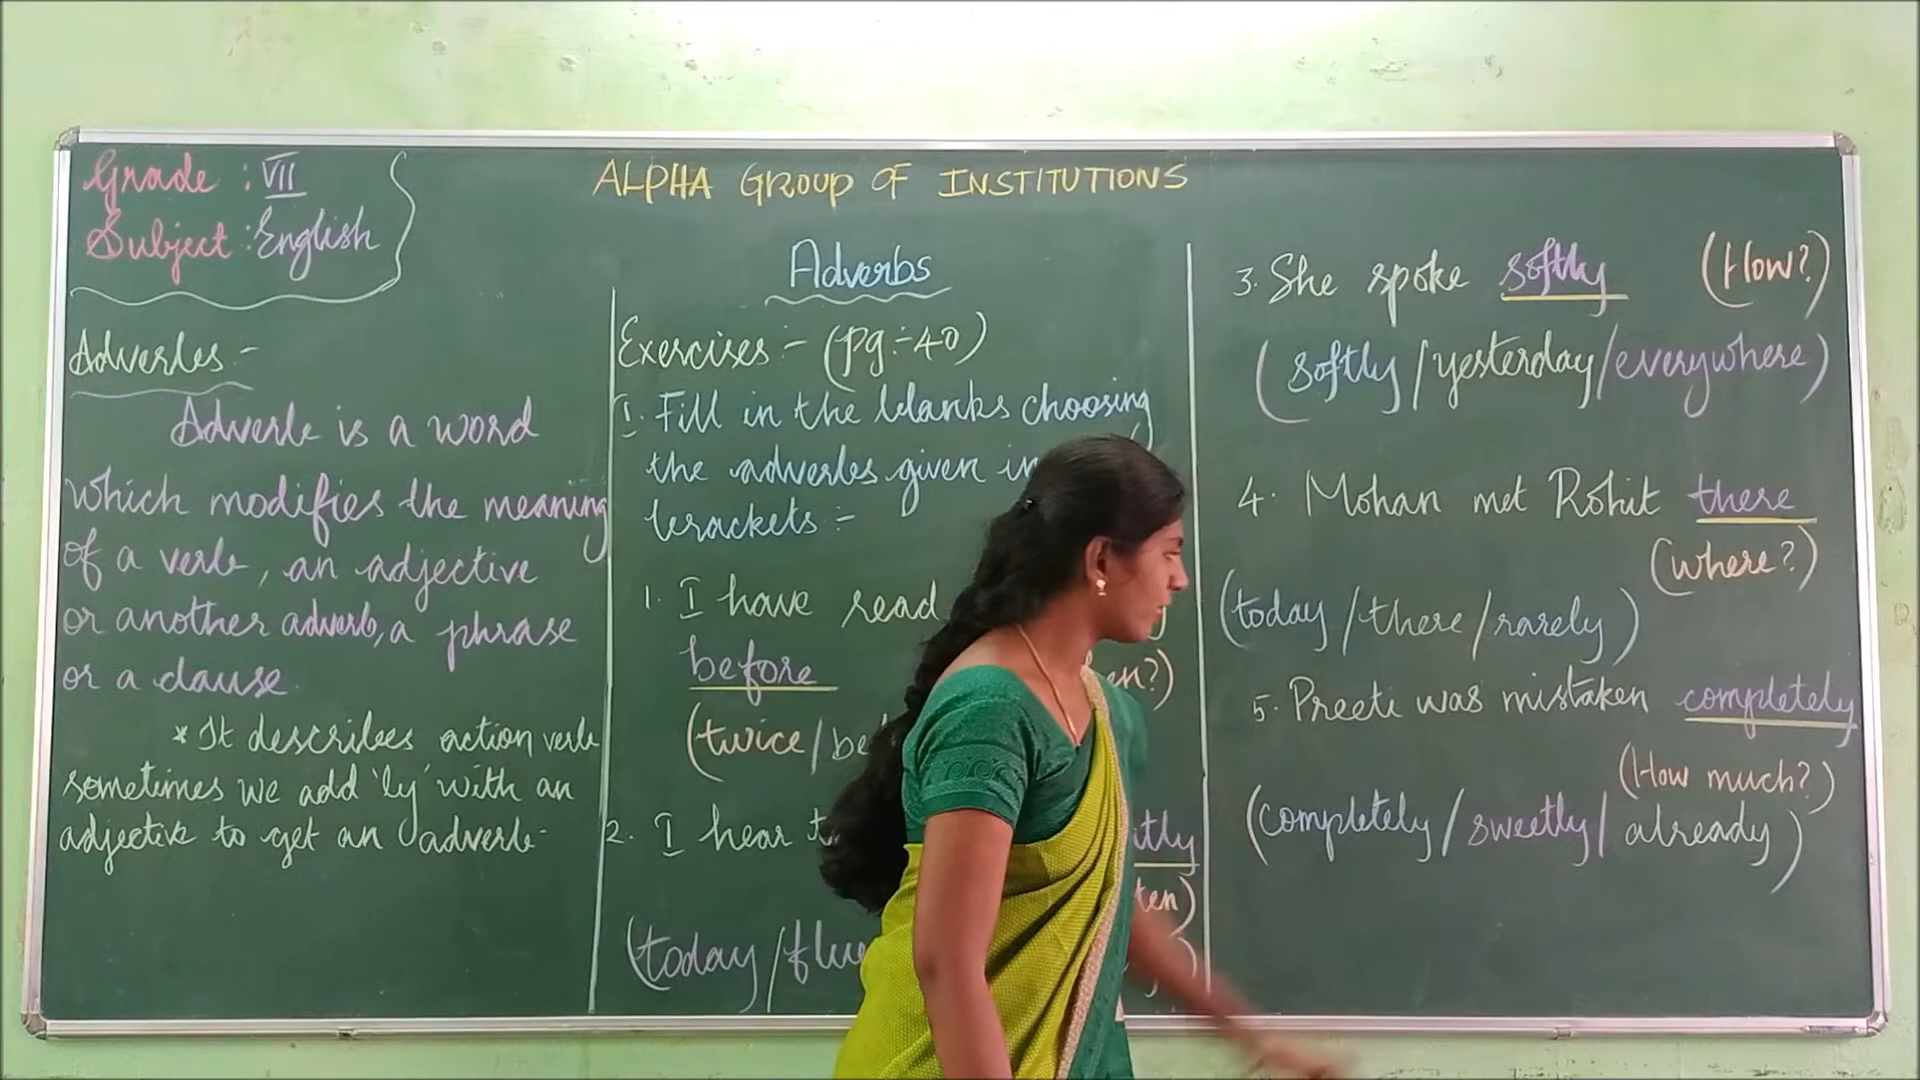 Grade : VII
Subject : English
ALPHA GROUP OF INSTITUTIONS
Adverbs
Adverbs -
Adverb is a word
which modifies the meaning
of a verb, an adjective
or another adverb, a phrase
or a clause
* It describes action verb
sometimes we add 'ly' with an
adjective to get an adverb.
Exercises :- (Pg:-40)
I. Fill in the blanks choosing
the adverbs given in
brackets :-
1. I have read
before
(twice/
2. I hear
(today/
3. She spoke softly (How?)
(softly/yesterday/everywhere)
4. Mohan met Rohit there
(where?)
(today/there/rarely)
5. Preeti was mistaken completely
(How much?)
(completely/sweetly/already)